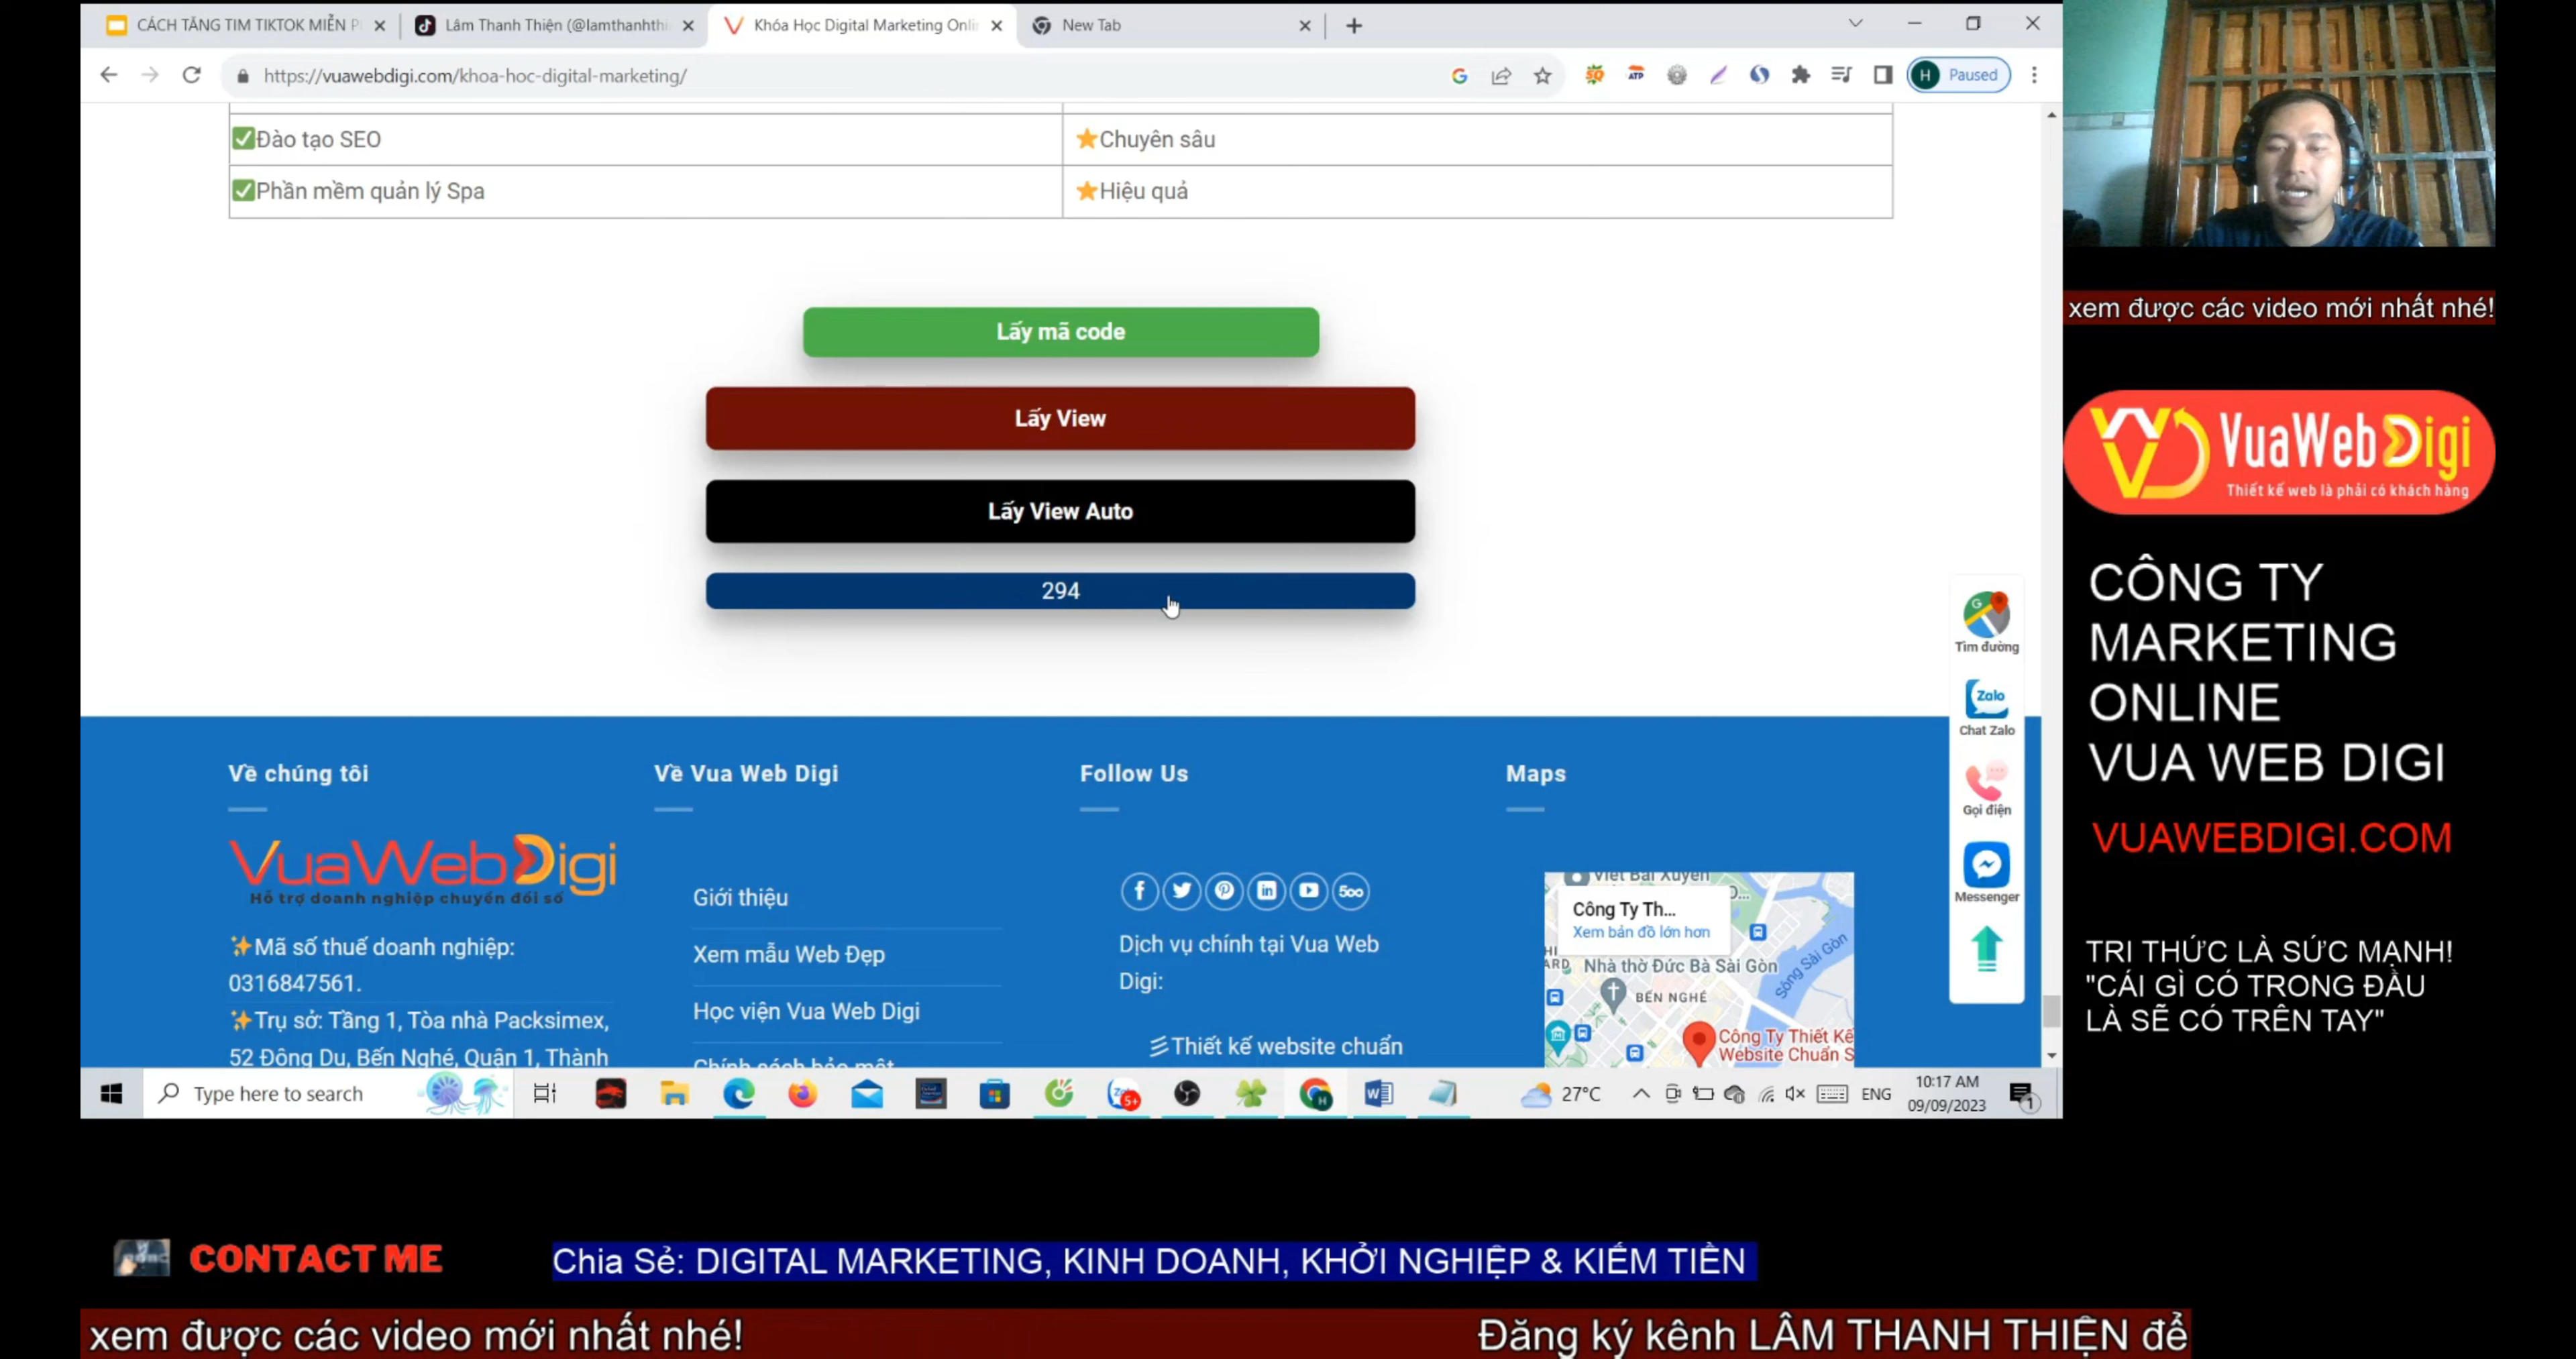 CÁCH TĂNG TIM TIKTOK MIỄN P
Lâm Thanh Thiện (@lamthanhthi
Khóa Học Digital Marketing Onli
New Tab
https://vuawebdigi.com/khoa-hoc-digital-marketing/
Paused
✅Đào tạo SEO
⭐Chuyên sâu
✅Phần mềm quản lý Spa
⭐Hiệu quả
Lấy mã code
Lấy View
Lấy View Auto
294
Tìm đường
Zalo
Chat Zalo
Gọi điện
Messenger
Về chúng tôi
VuaWebDigi
Hỗ trợ doanh nghiệp chuyển đổi số
✨Mã số thuế doanh nghiệp:
0316847561.
✨Trụ sở: Tầng 1, Tòa nhà Packsimex,
52 Đông Du, Bến Nghé, Quận 1, Thành
Về Vua Web Digi
Giới thiệu
Xem mẫu Web Đẹp
Học viện Vua Web Digi
Chính sách bảo mật
Follow Us
500
Dịch vụ chính tại Vua Web
Digi:
Thiết kế website chuẩn
Maps
Công Ty Th...
Xem bản đồ lớn hơn
Nhà thờ Đức Bà Sài Gòn
Sông Sài Gòn
BẾN NGHÉ
Công Ty Thiết Kế
Website Chuẩn S
Type here to search
27°C
ENG
10:17 AM
09/09/2023
xem được các video mới nhất nhé!
VuaWebDigi
Thiết kế web là phải có khách hàng
CÔNG TY
MARKETING
ONLINE
VUA WEB DIGI
VUAWEBDIGI.COM
TRI THỨC LÀ SỨC MẠNH!
"CÁI GÌ CÓ TRONG ĐẦU
LÀ SẼ CÓ TRÊN TAY"
CONTACT ME
Chia Sẻ: DIGITAL MARKETING, KINH DOANH, KHỞI NGHIỆP & KIẾM TIỀN
xem được các video mới nhất nhé!
Đăng ký kênh LÂM THANH THIỆN để